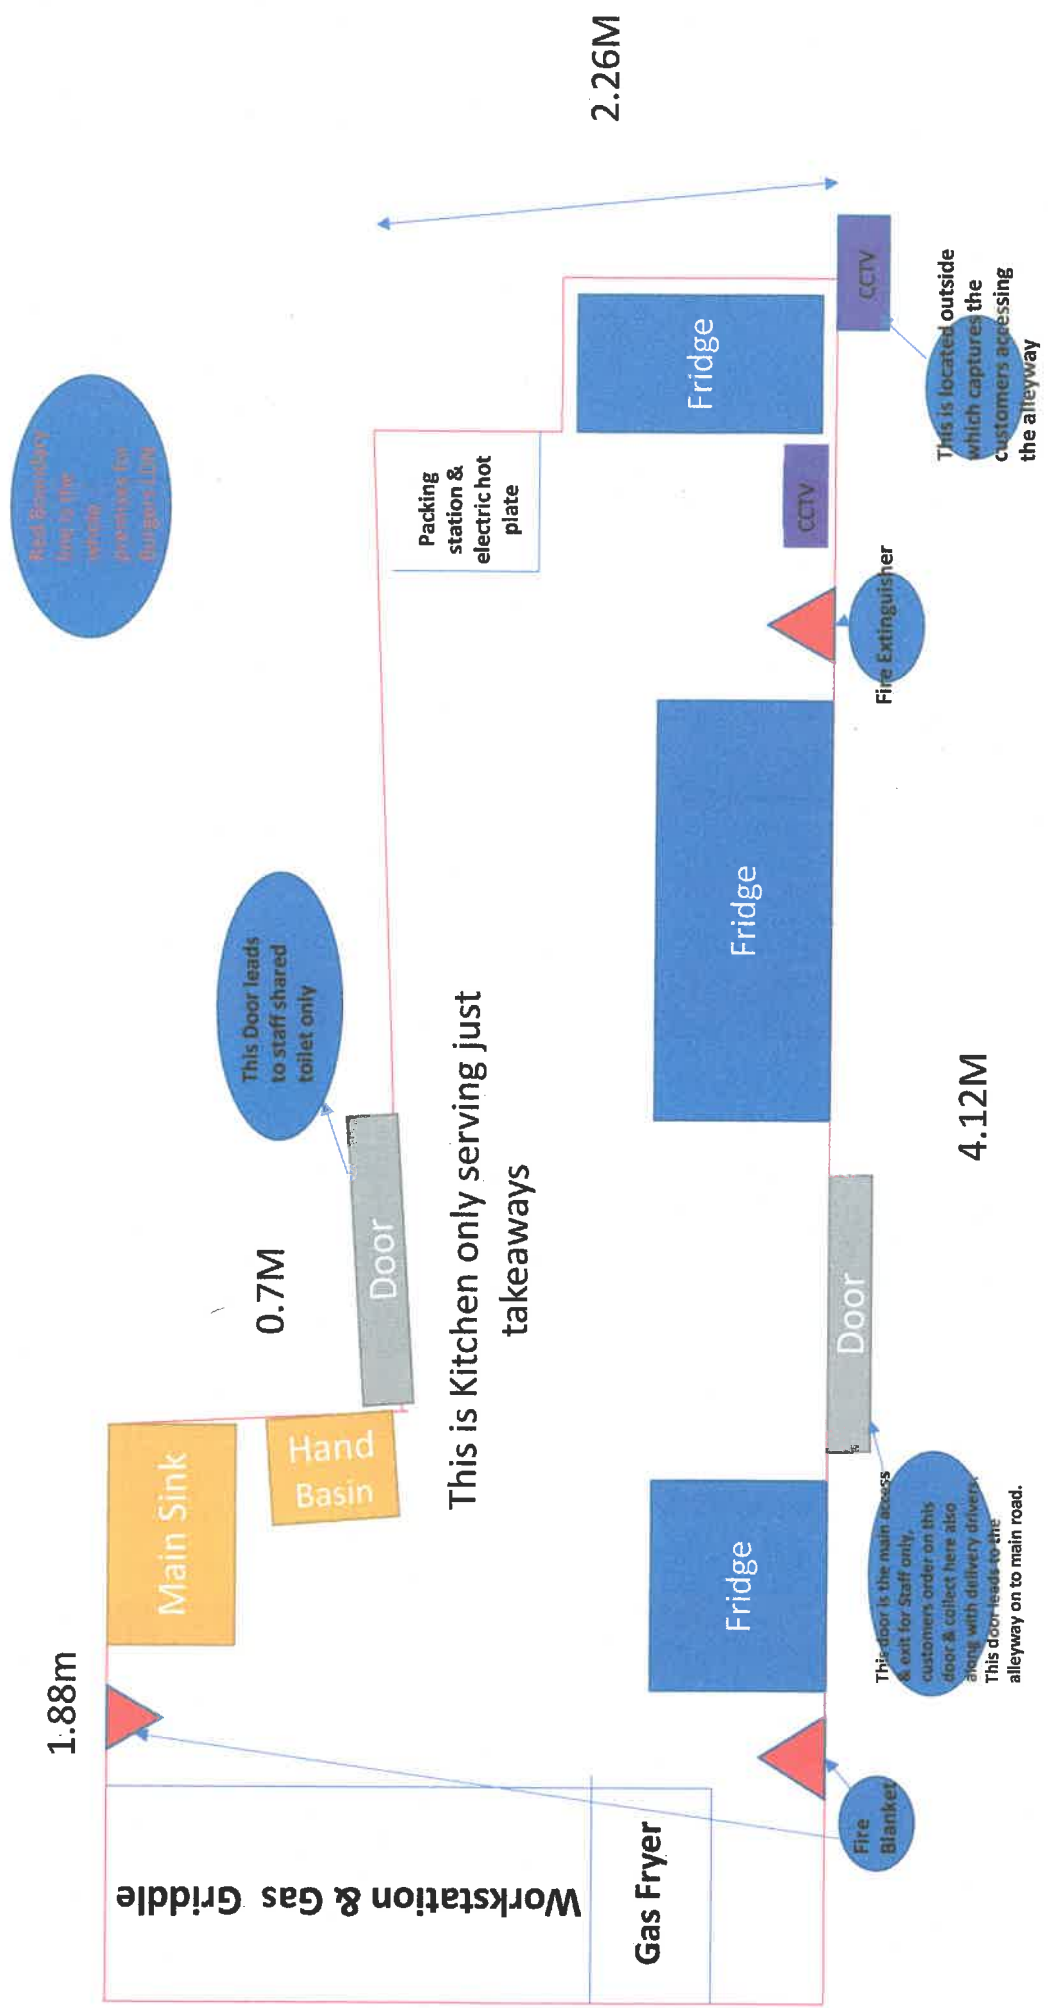 Red Boundary
line is the
whole
premises for
Burgers LDN
2.26M
1.88m
0.7M
This Door leads
to staff shared
toilet only
Main Sink
Hand
Basin
Door
Packing
station &
electric hot
plate
Workstation & Gas Griddle
Gas Fryer
This is Kitchen only serving just
takeaways
Fridge
Fridge
Fridge
CCTV
CCTV
Door
Fire
Blanket
This door is the main access
& exit for Staff only,
customers order on this
door & collect here also
along with delivery drivers.
This door leads to the
alleyway on to main road.
4.12M
Fire Extinguisher
This is located outside
which captures the
customers accessing
the alleyway